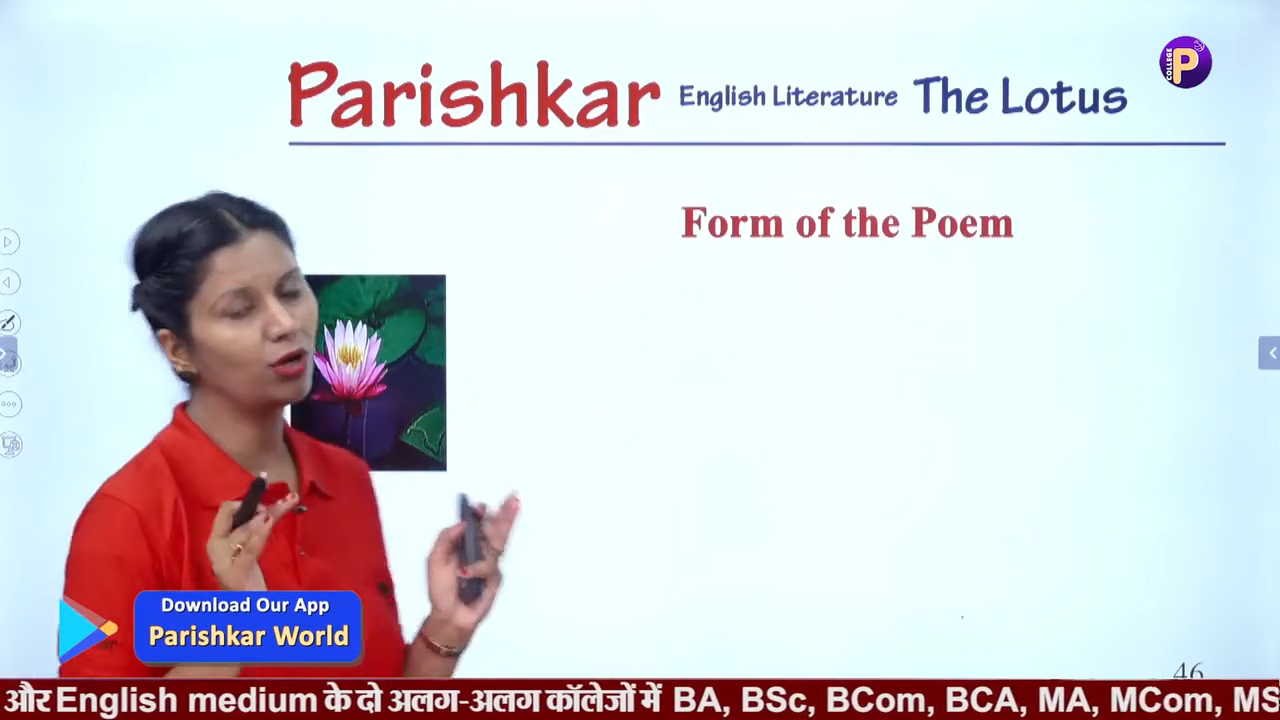 Parishkar English Literature The Lotus
COLLEGE P
Form of the Poem
Download Our App
Parishkar World
46
और English medium के दो अलग-अलग कॉलेजों में BA, BSc, BCom, BCA, MA, MCom, MS